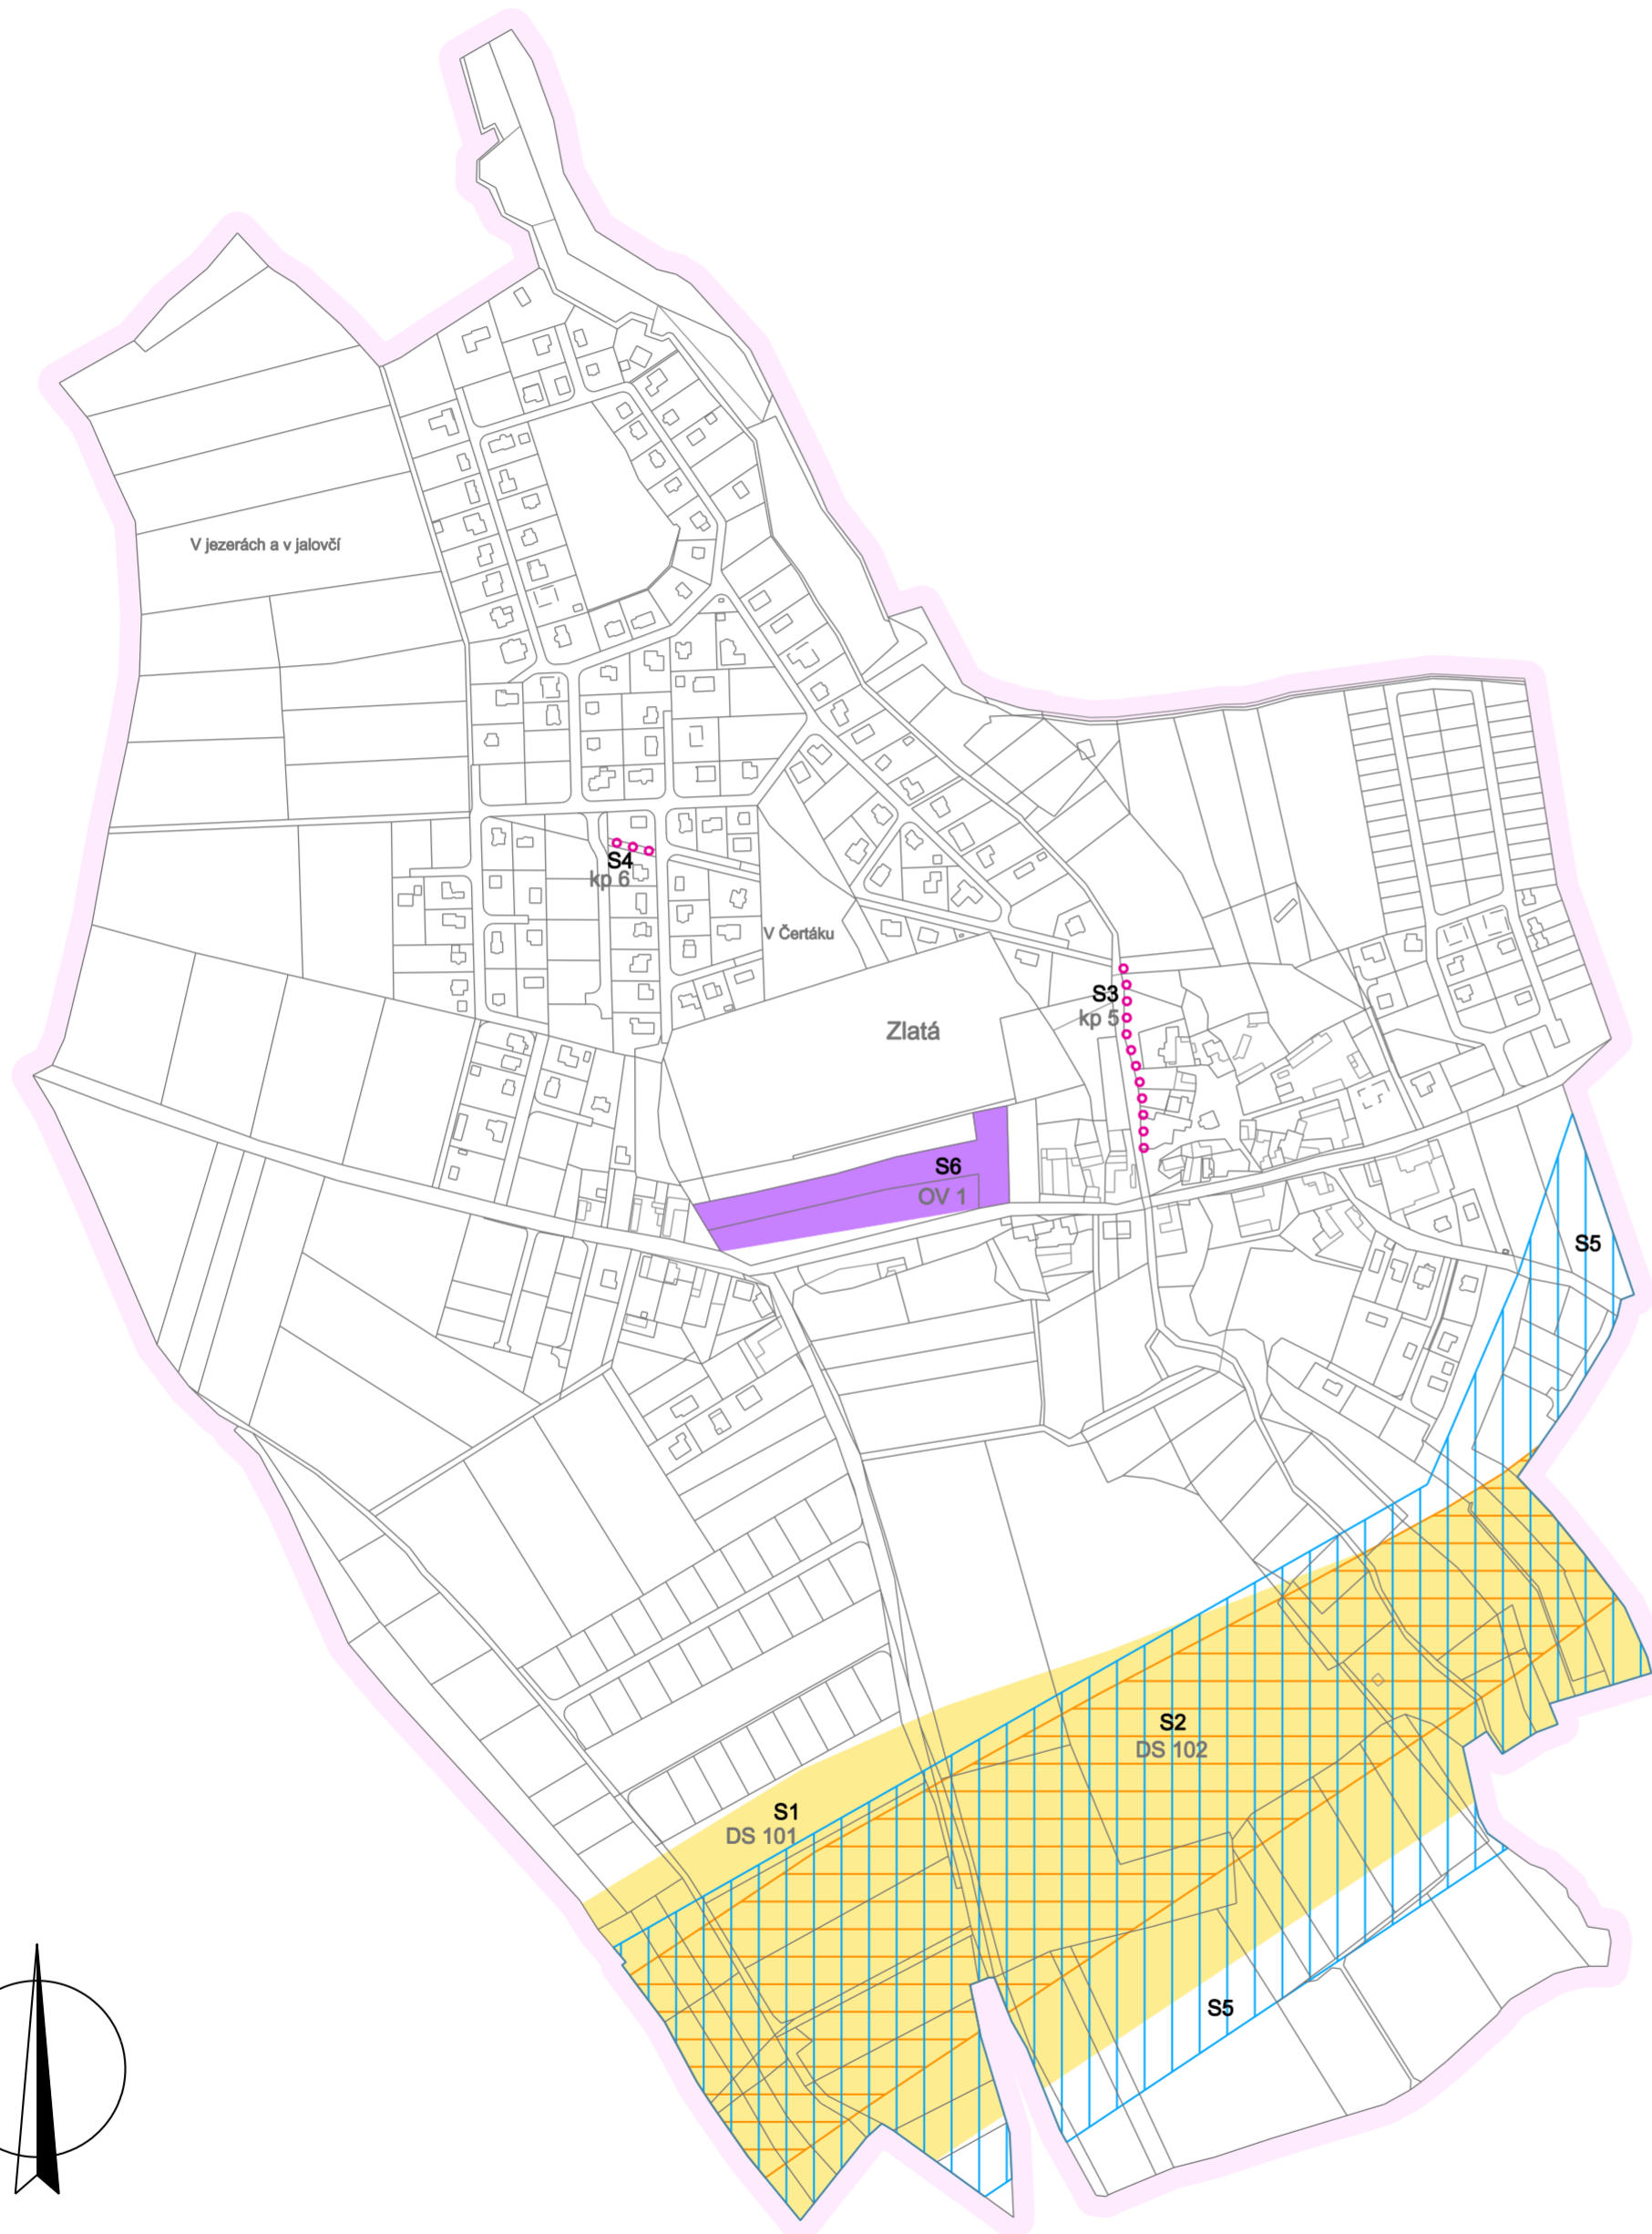 V jezerách a v jalovčí
S4
kp 6
V Čertáku
S3
kp 5
Zlatá
S6
OV 1
S5
S2
DS 102
S1
DS 101
S5